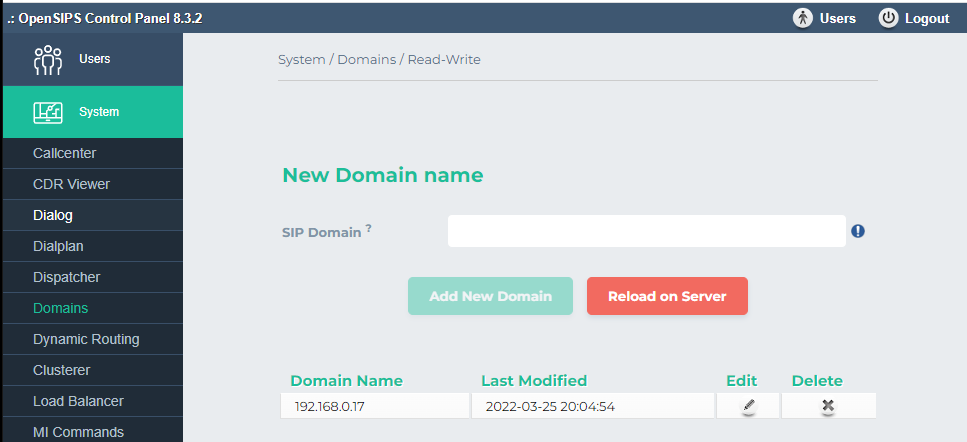 .: OpenSIPS Control Panel 8.3.2
Users
Logout
Users
System
Callcenter
CDR Viewer
Dialog
Dialplan
Dispatcher
Domains
Dynamic Routing
Clusterer
Load Balancer
MI Commands
System / Domains / Read-Write
New Domain name
SIP Domain ?
Add New Domain
Reload on Server
Domain Name Last Modified Edit Delete
192.168.0.17 2022-03-25 20:04:54